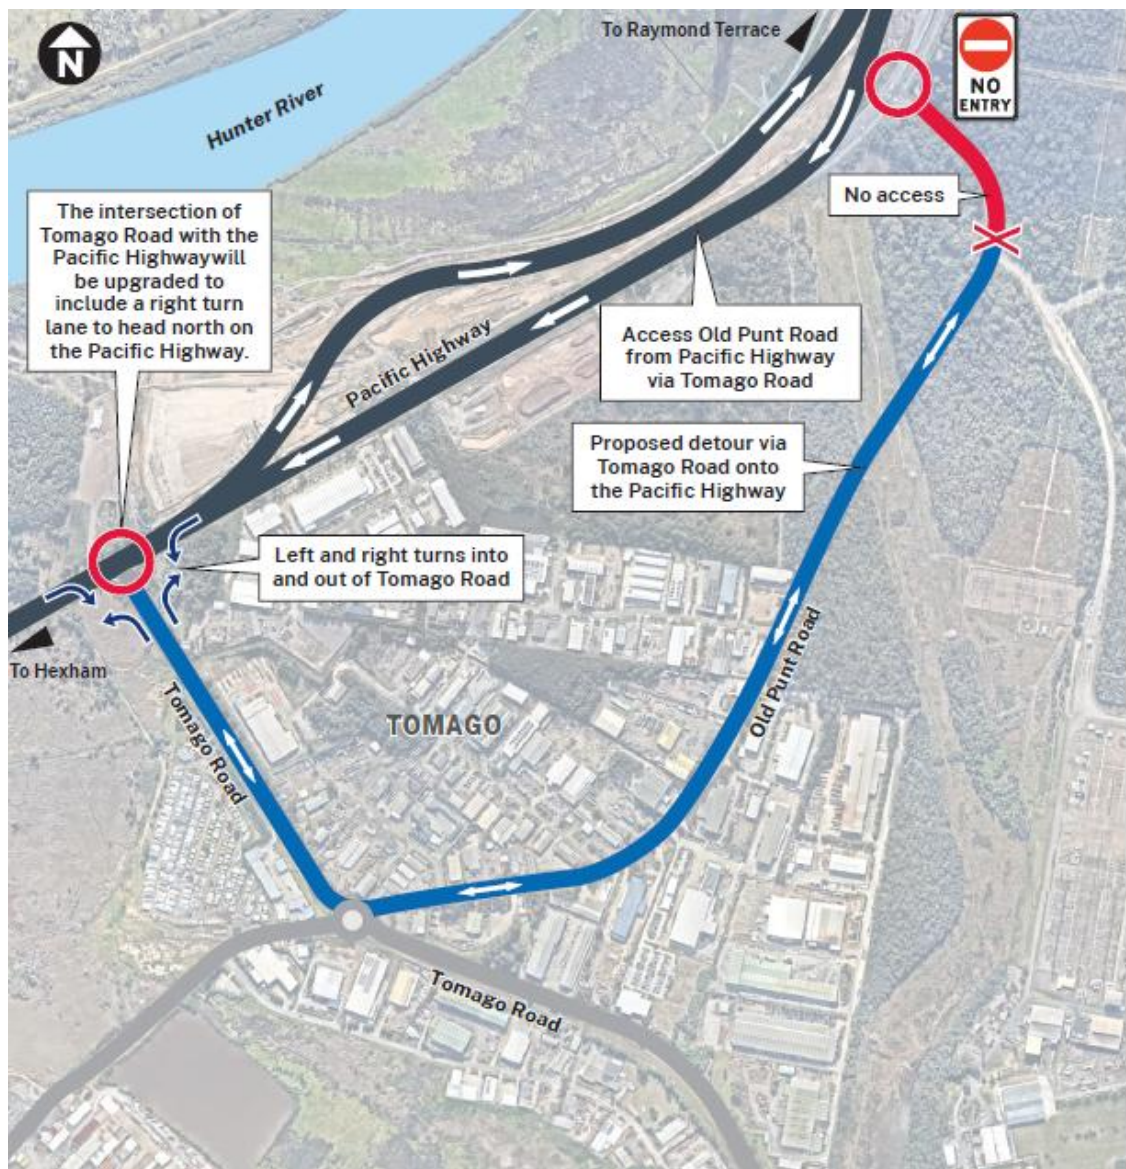 To Raymond Terrace
N
NO
ENTRY
Hunter River
No access
The intersection of
Tomago Road with the
Pacific Highwaywill
be upgraded to
include a right turn
lane to head north on
the Pacific Highway.
Access Old Punt Road
from Pacific Highway
via Tomago Road
Pacific Highway
Proposed detour via
Tomago Road onto
the Pacific Highway
Left and right turns into
and out of Tomago Road
To Hexham
Old Punt Road
TOMAGO
Tomago Road
Tomago Road